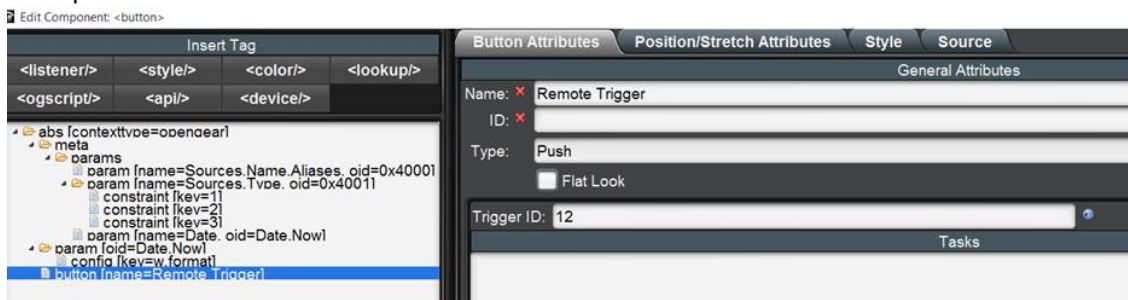 Edit Component: <button>
Insert Tag
<listener/> <style/> <color/> <lookup/>
<ogscript/> <api/> <device/>
abs [contexttype=opengear]
meta
params
param [name=Sources.Name.Aliases, oid=0x4000]
param [name=Sources.Type, oid=0x4001]
constraint [key=1]
constraint [key=2]
constraint [key=3]
param [name=Date, oid=Date.Now]
param [oid=Date.Now]
config [key=w.format]
button [name=Remote Trigger]
Button Attributes Position/Stretch Attributes Style Source
General Attributes
Name: Remote Trigger
ID:
Type: Push
Flat Look
Trigger ID: 12
Tasks